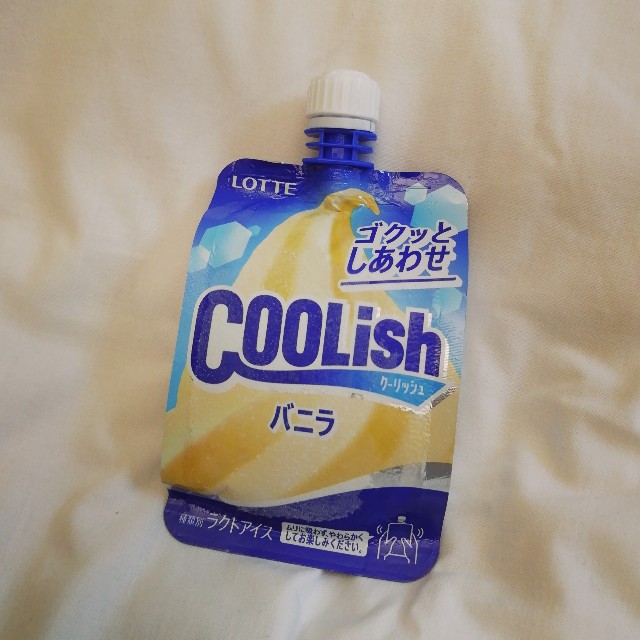 LOTTE
ゴクッと
しあわせ
COOLish
クーリッシュ
バニラ
種類別 ラクトアイス
ムリに吸わず、やわらかく
してお楽しみください。